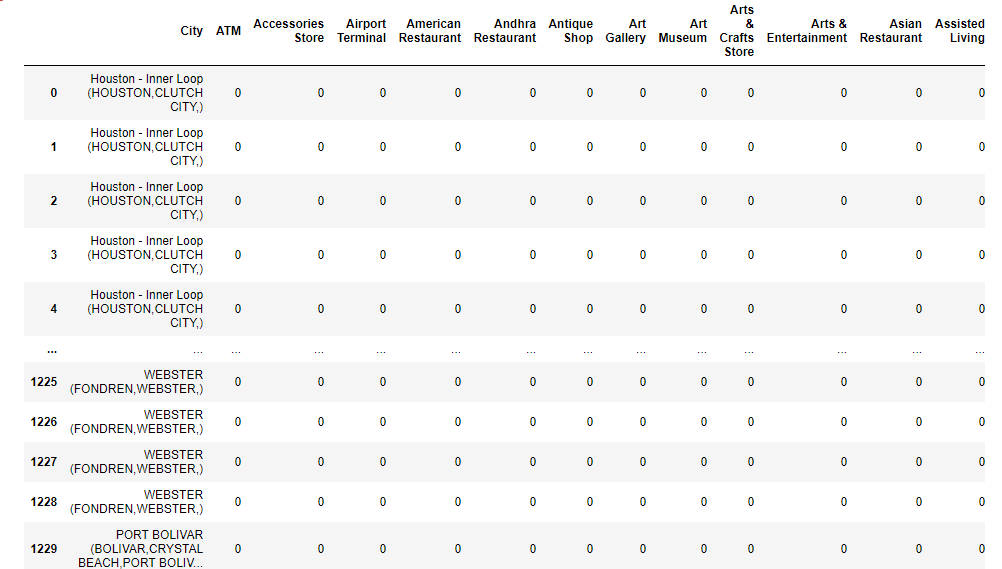 City ATM Accessories Store Airport Terminal American Restaurant Andhra Restaurant Antique Shop Art Gallery Art Museum Arts & Crafts Store Arts & Entertainment Asian Restaurant Assisted Living
0 Houston - Inner Loop (HOUSTON,CLUTCH CITY,) 0 0 0 0 0 0 0 0 0 0 0 0
1 Houston - Inner Loop (HOUSTON,CLUTCH CITY,) 0 0 0 0 0 0 0 0 0 0 0 0
2 Houston - Inner Loop (HOUSTON,CLUTCH CITY,) 0 0 0 0 0 0 0 0 0 0 0 0
3 Houston - Inner Loop (HOUSTON,CLUTCH CITY,) 0 0 0 0 0 0 0 0 0 0 0 0
4 Houston - Inner Loop (HOUSTON,CLUTCH CITY,) 0 0 0 0 0 0 0 0 0 0 0 0
... ... ... ... ... ... ... ... ... ... ... ... ... ...
1225 WEBSTER (FONDREN,WEBSTER,) 0 0 0 0 0 0 0 0 0 0 0 0
1226 WEBSTER (FONDREN,WEBSTER,) 0 0 0 0 0 0 0 0 0 0 0 0
1227 WEBSTER (FONDREN,WEBSTER,) 0 0 0 0 0 0 0 0 0 0 0 0
1228 WEBSTER (FONDREN,WEBSTER,) 0 0 0 0 0 0 0 0 0 0 0 0
1229 PORT BOLIVAR (BOLIVAR,CRYSTAL BEACH,PORT BOLIV... 0 0 0 0 0 0 0 0 0 0 0 0